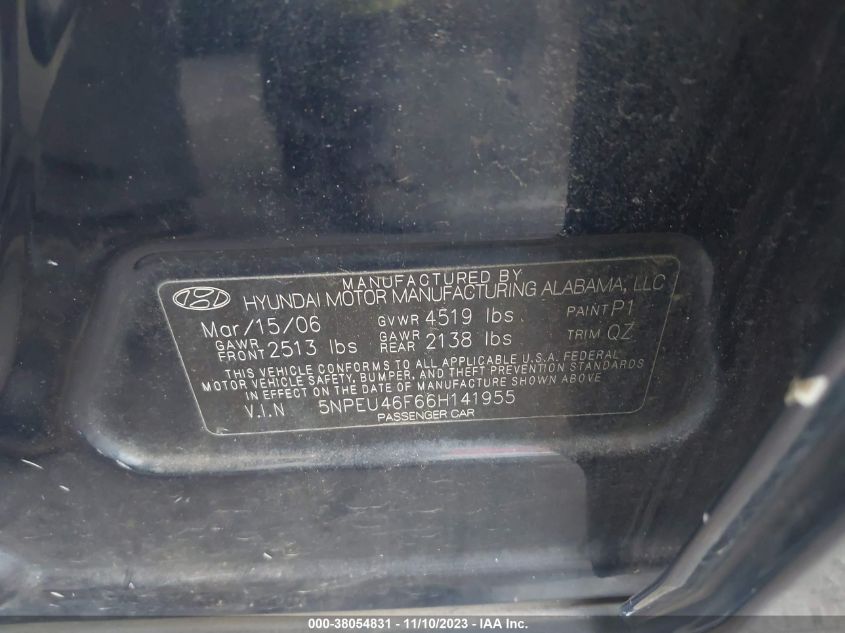 MANUFACTURED BY
HYUNDAI MOTOR MANUFACTURING ALABAMA, LLC
Mar/15/06 GVWR 4519 lbs PAINT P1
GAWR FRONT 2513 lbs GAWR REAR 2138 lbs TRIM QZ
THIS VEHICLE CONFORMS TO ALL APPLICABLE U.S.A. FEDERAL
MOTOR VEHICLE SAFETY, BUMPER, AND THEFT PREVENTION STANDARDS
IN EFFECT ON THE DATE OF MANUFACTURE SHOWN ABOVE
V.I.N 5NPEU46F66H141955
PASSENGER CAR
000-38054831 - 11/10/2023 - IAA Inc.